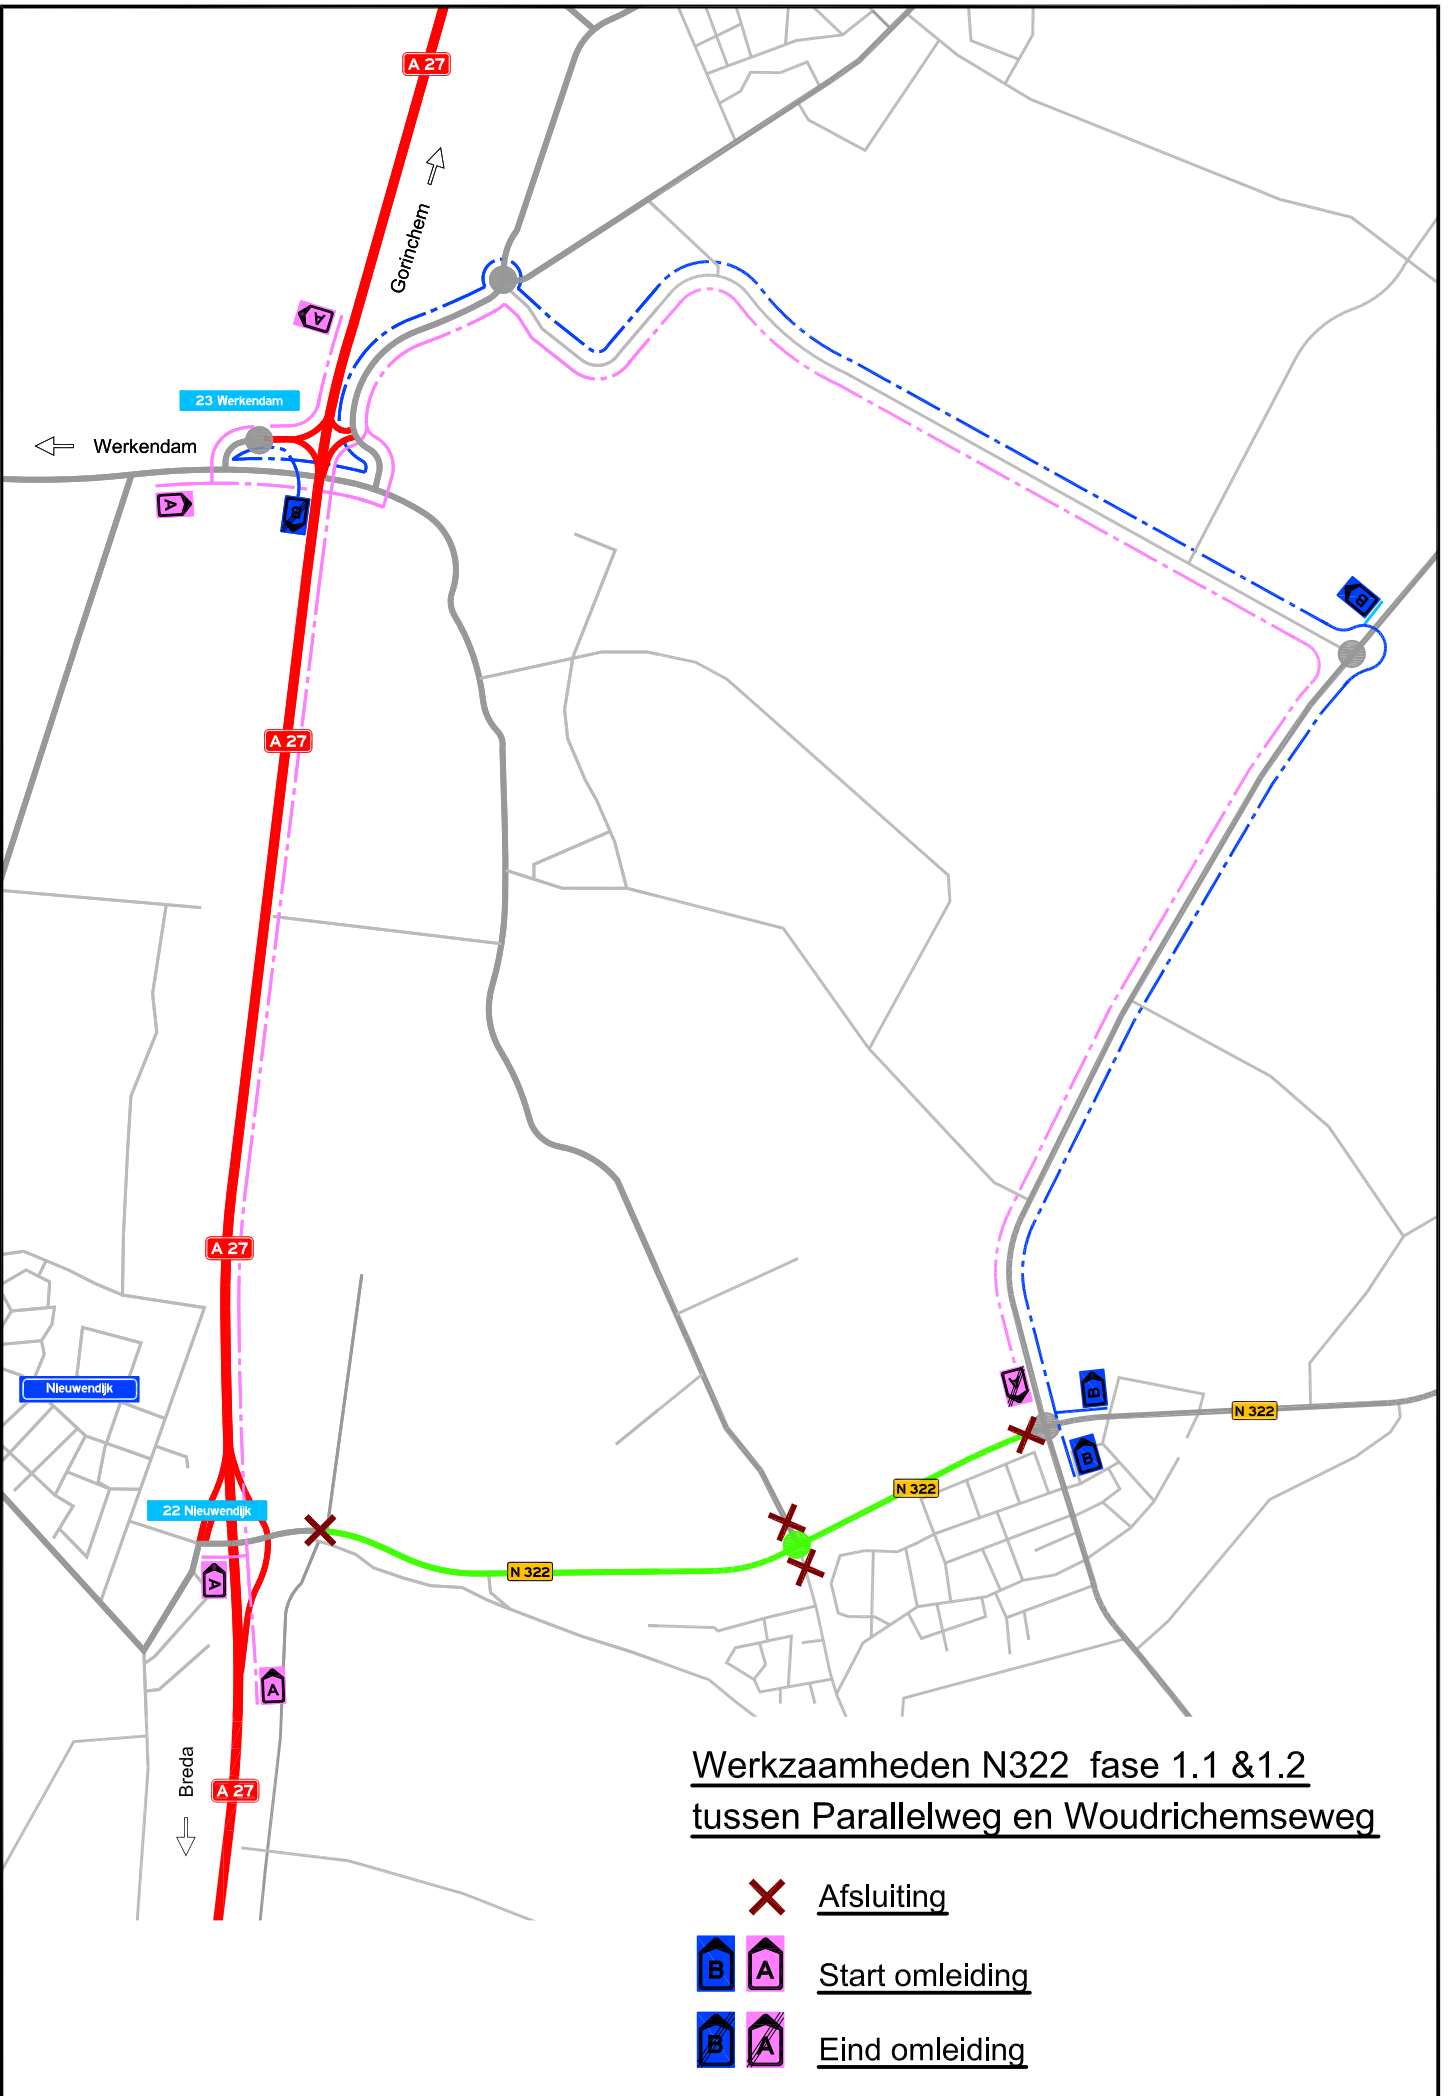 A 27
Gorinchem
A
23 Werkendam
Werkendam
A
B
B
A 27
A 27
A
B
Nieuwendijk
N 322
B
N 322
22 Nieuwendijk
N 322
A
A
Breda
A 27
Werkzaamheden N322 fase 1.1 &1.2
tussen Parallelweg en Woudrichemseweg
Afsluiting
B A Start omleiding
B A Eind omleiding